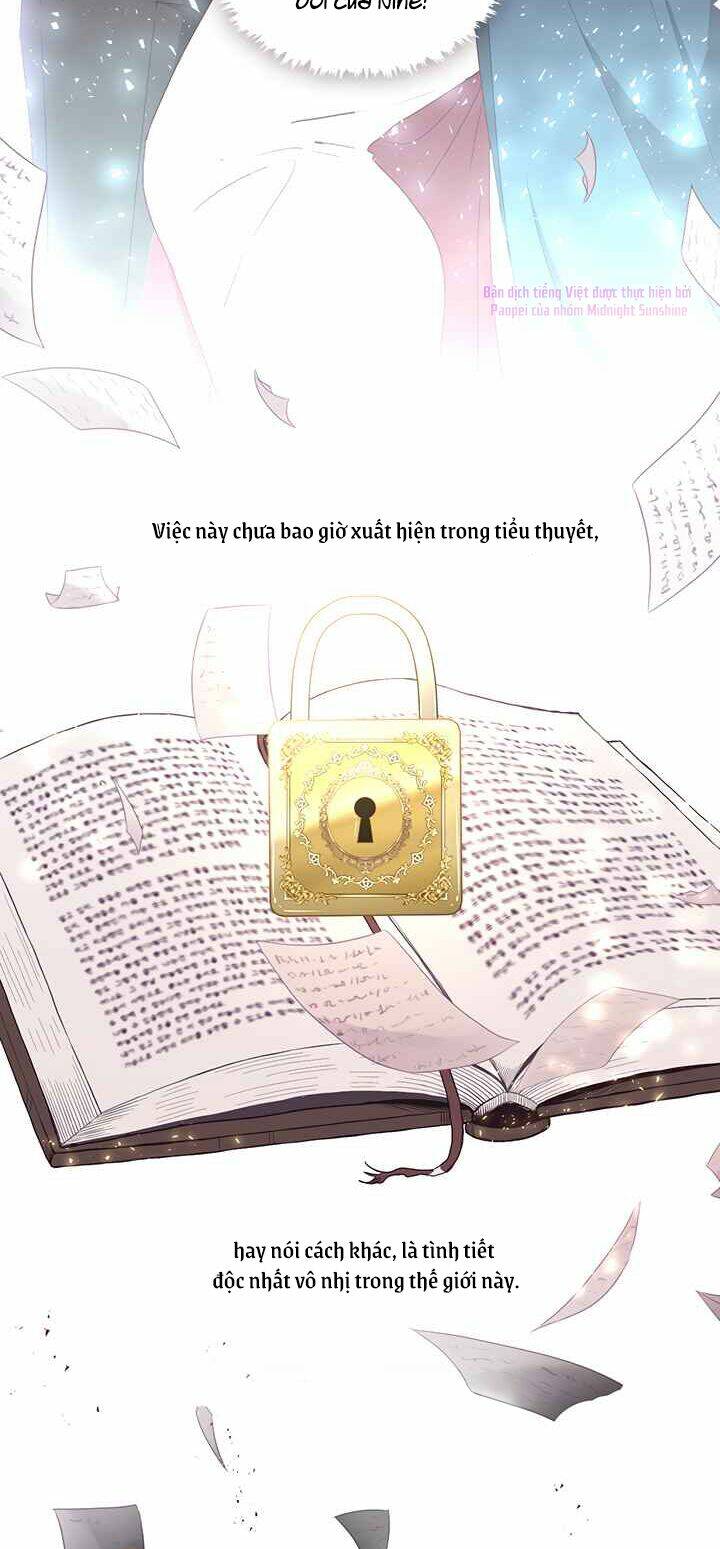 đôi của Nine!
Bản dịch tiếng Việt được thực hiện bởi
Paopei của nhóm Midnight Sunshine
Việc này chưa bao giờ xuất hiện trong tiểu thuyết,
hay nói cách khác, là tình tiết
độc nhất vô nhị trong thế giới này.